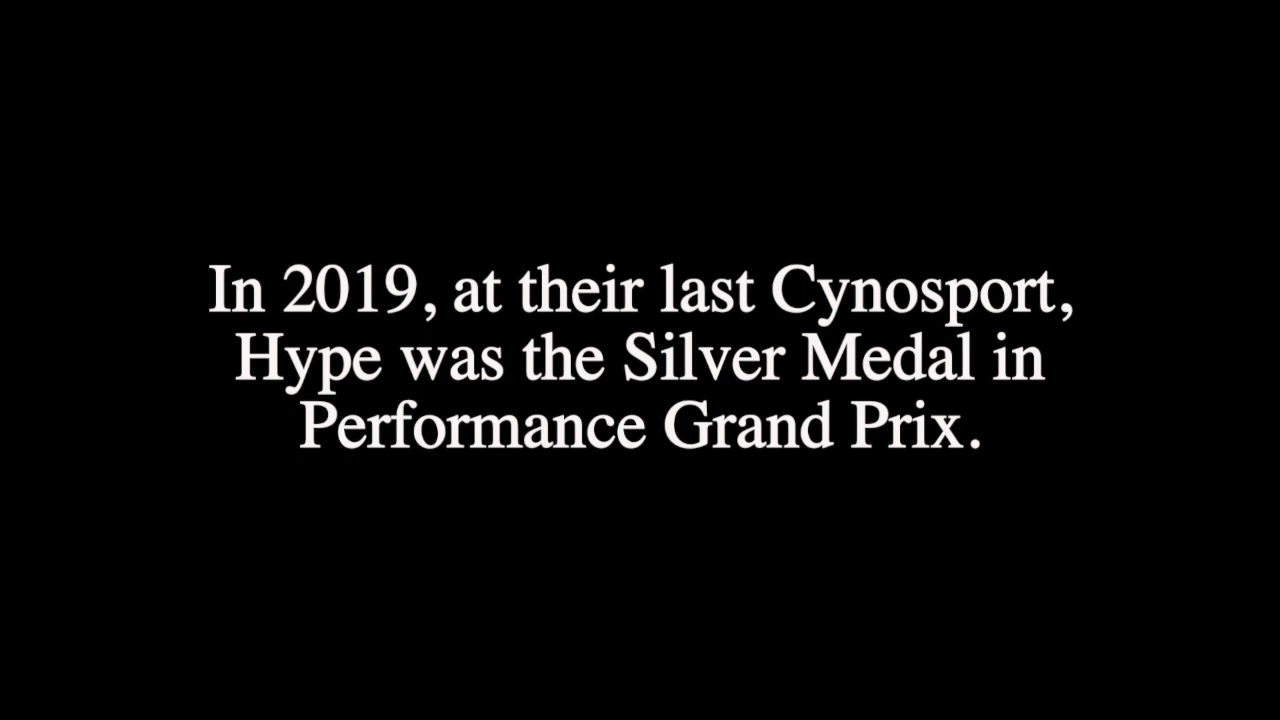 In 2019, at their last Cynosport,
Hype was the Silver Medal in
Performance Grand Prix.